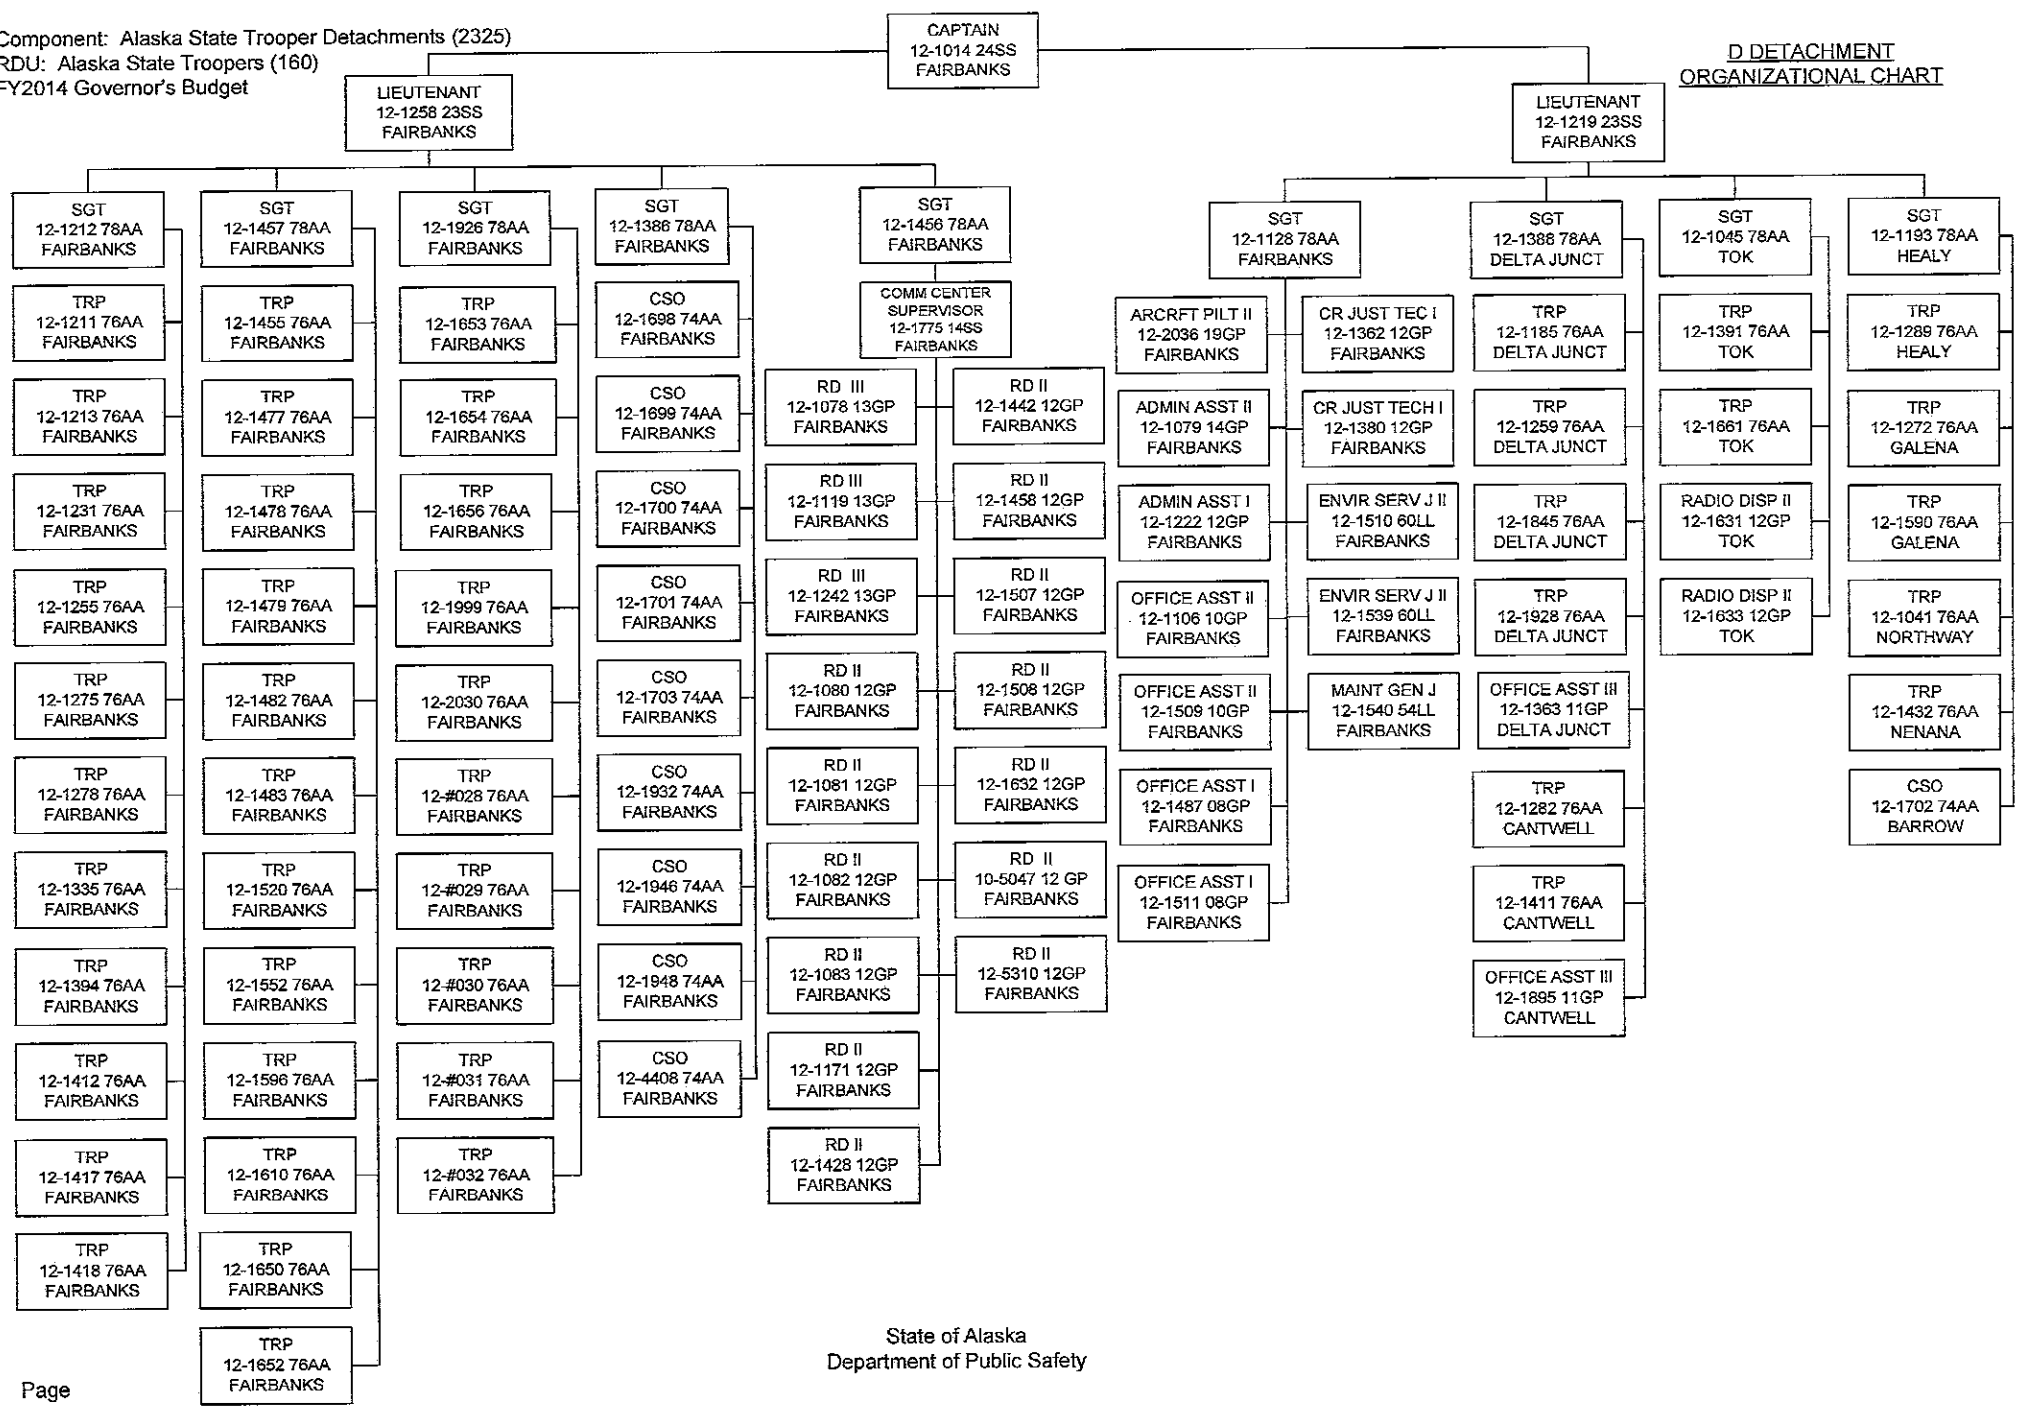 Component: Alaska State Trooper Detachments (2325)
RDU: Alaska State Troopers (160)
FY2014 Governor's Budget
CAPTAIN
12-1014 24SS
FAIRBANKS
D DETACHMENT
ORGANIZATIONAL CHART
LIEUTENANT
12-1258 23SS
FAIRBANKS
LIEUTENANT
12-1219 23SS
FAIRBANKS
SGT
12-1212 78AA
FAIRBANKS
TRP
12-1211 76AA
FAIRBANKS
TRP
12-1213 76AA
FAIRBANKS
TRP
12-1231 76AA
FAIRBANKS
TRP
12-1255 76AA
FAIRBANKS
TRP
12-1275 76AA
FAIRBANKS
TRP
12-1278 76AA
FAIRBANKS
TRP
12-1335 76AA
FAIRBANKS
TRP
12-1394 76AA
FAIRBANKS
TRP
12-1412 76AA
FAIRBANKS
TRP
12-1417 76AA
FAIRBANKS
TRP
12-1418 76AA
FAIRBANKS
SGT
12-1457 78AA
FAIRBANKS
TRP
12-1455 76AA
FAIRBANKS
TRP
12-1477 76AA
FAIRBANKS
TRP
12-1478 76AA
FAIRBANKS
TRP
12-1479 76AA
FAIRBANKS
TRP
12-1482 76AA
FAIRBANKS
TRP
12-1483 76AA
FAIRBANKS
TRP
12-1520 76AA
FAIRBANKS
TRP
12-1552 76AA
FAIRBANKS
TRP
12-1596 76AA
FAIRBANKS
TRP
12-1610 76AA
FAIRBANKS
TRP
12-1650 76AA
FAIRBANKS
TRP
12-1652 76AA
FAIRBANKS
SGT
12-1926 78AA
FAIRBANKS
TRP
12-1653 76AA
FAIRBANKS
TRP
12-1654 76AA
FAIRBANKS
TRP
12-1656 76AA
FAIRBANKS
TRP
12-1999 76AA
FAIRBANKS
TRP
12-2030 76AA
FAIRBANKS
TRP
12-#028 76AA
FAIRBANKS
TRP
12-#029 76AA
FAIRBANKS
TRP
12-#030 76AA
FAIRBANKS
TRP
12-#031 76AA
FAIRBANKS
TRP
12-#032 76AA
FAIRBANKS
SGT
12-1386 78AA
FAIRBANKS
CSO
12-1698 74AA
FAIRBANKS
CSO
12-1699 74AA
FAIRBANKS
CSO
12-1700 74AA
FAIRBANKS
CSO
12-1701 74AA
FAIRBANKS
CSO
12-1703 74AA
FAIRBANKS
CSO
12-1932 74AA
FAIRBANKS
CSO
12-1946 74AA
FAIRBANKS
CSO
12-1948 74AA
FAIRBANKS
CSO
12-4408 74AA
FAIRBANKS
SGT
12-1456 78AA
FAIRBANKS
COMM CENTER
SUPERVISOR
12-1775 14SS
FAIRBANKS
RD III
12-1078 13GP
FAIRBANKS
RD III
12-1119 13GP
FAIRBANKS
RD III
12-1242 13GP
FAIRBANKS
RD II
12-1080 12GP
FAIRBANKS
RD II
12-1081 12GP
FAIRBANKS
RD II
12-1082 12GP
FAIRBANKS
RD II
12-1083 12GP
FAIRBANKS
RD II
12-1171 12GP
FAIRBANKS
RD II
12-1428 12GP
FAIRBANKS
RD II
12-1442 12GP
FAIRBANKS
RD II
12-1458 12GP
FAIRBANKS
RD II
12-1507 12GP
FAIRBANKS
RD II
12-1508 12GP
FAIRBANKS
RD II
12-1632 12GP
FAIRBANKS
RD II
10-5047 12 GP
FAIRBANKS
RD II
12-5310 12GP
FAIRBANKS
SGT
12-1128 78AA
FAIRBANKS
ARCRFT PILT II
12-2036 19GP
FAIRBANKS
ADMIN ASST II
12-1079 14GP
FAIRBANKS
ADMIN ASST I
12-1222 12GP
FAIRBANKS
OFFICE ASST II
12-1106 10GP
FAIRBANKS
OFFICE ASST II
12-1509 10GP
FAIRBANKS
OFFICE ASST I
12-1487 08GP
FAIRBANKS
OFFICE ASST I
12-1511 08GP
FAIRBANKS
CR JUST TEC I
12-1362 12GP
FAIRBANKS
CR JUST TECH I
12-1380 12GP
FAIRBANKS
ENVIR SERV J II
12-1510 60LL
FAIRBANKS
ENVIR SERV J II
12-1539 60LL
FAIRBANKS
MAINT GEN J
12-1540 54LL
FAIRBANKS
SGT
12-1388 78AA
DELTA JUNCT
TRP
12-1185 76AA
DELTA JUNCT
TRP
12-1259 76AA
DELTA JUNCT
TRP
12-1845 76AA
DELTA JUNCT
TRP
12-1928 76AA
DELTA JUNCT
OFFICE ASST III
12-1363 11GP
DELTA JUNCT
TRP
12-1282 76AA
CANTWELL
TRP
12-1411 76AA
CANTWELL
OFFICE ASST III
12-1895 11GP
CANTWELL
SGT
12-1045 78AA
TOK
TRP
12-1391 76AA
TOK
TRP
12-1661 76AA
TOK
RADIO DISP II
12-1631 12GP
TOK
RADIO DISP II
12-1633 12GP
TOK
SGT
12-1193 78AA
HEALY
TRP
12-1289 76AA
HEALY
TRP
12-1272 76AA
GALENA
TRP
12-1590 76AA
GALENA
TRP
12-1041 76AA
NORTHWAY
TRP
12-1432 76AA
NENANA
CSO
12-1702 74AA
BARROW
State of Alaska
Department of Public Safety
Page